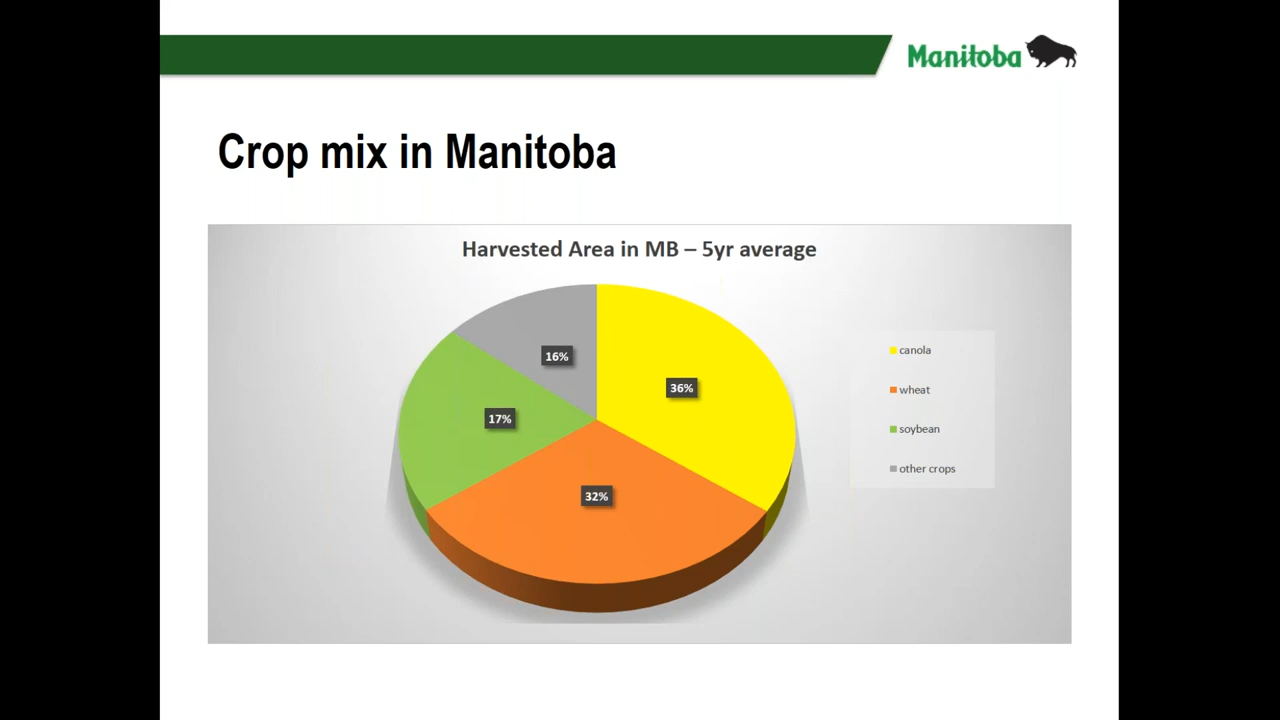 Manitoba
Crop mix in Manitoba
Harvested Area in MB – 5yr average
16%
36%
17%
32%
canola
wheat
soybean
other crops